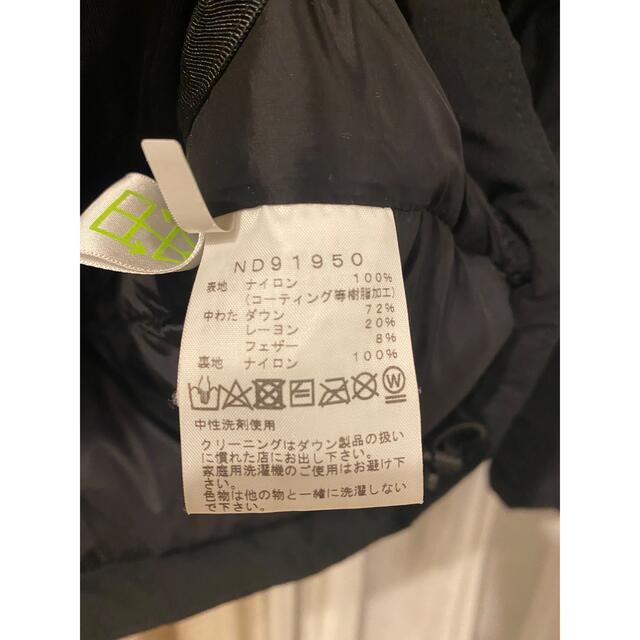 ND91950
表地 ナイロン 100%
(コーティング等樹脂加工)
中わた ダウン 72%
レーヨン 20%
フェザー 8%
裏地 ナイロン 100%
W
中性洗剤使用
クリーニングはダウン製品の扱い
に慣れた店にお出し下さい。
家庭用洗濯機のご使用はお避け下
さい。
色物は他の物と一緒に洗濯しない
で下さい。